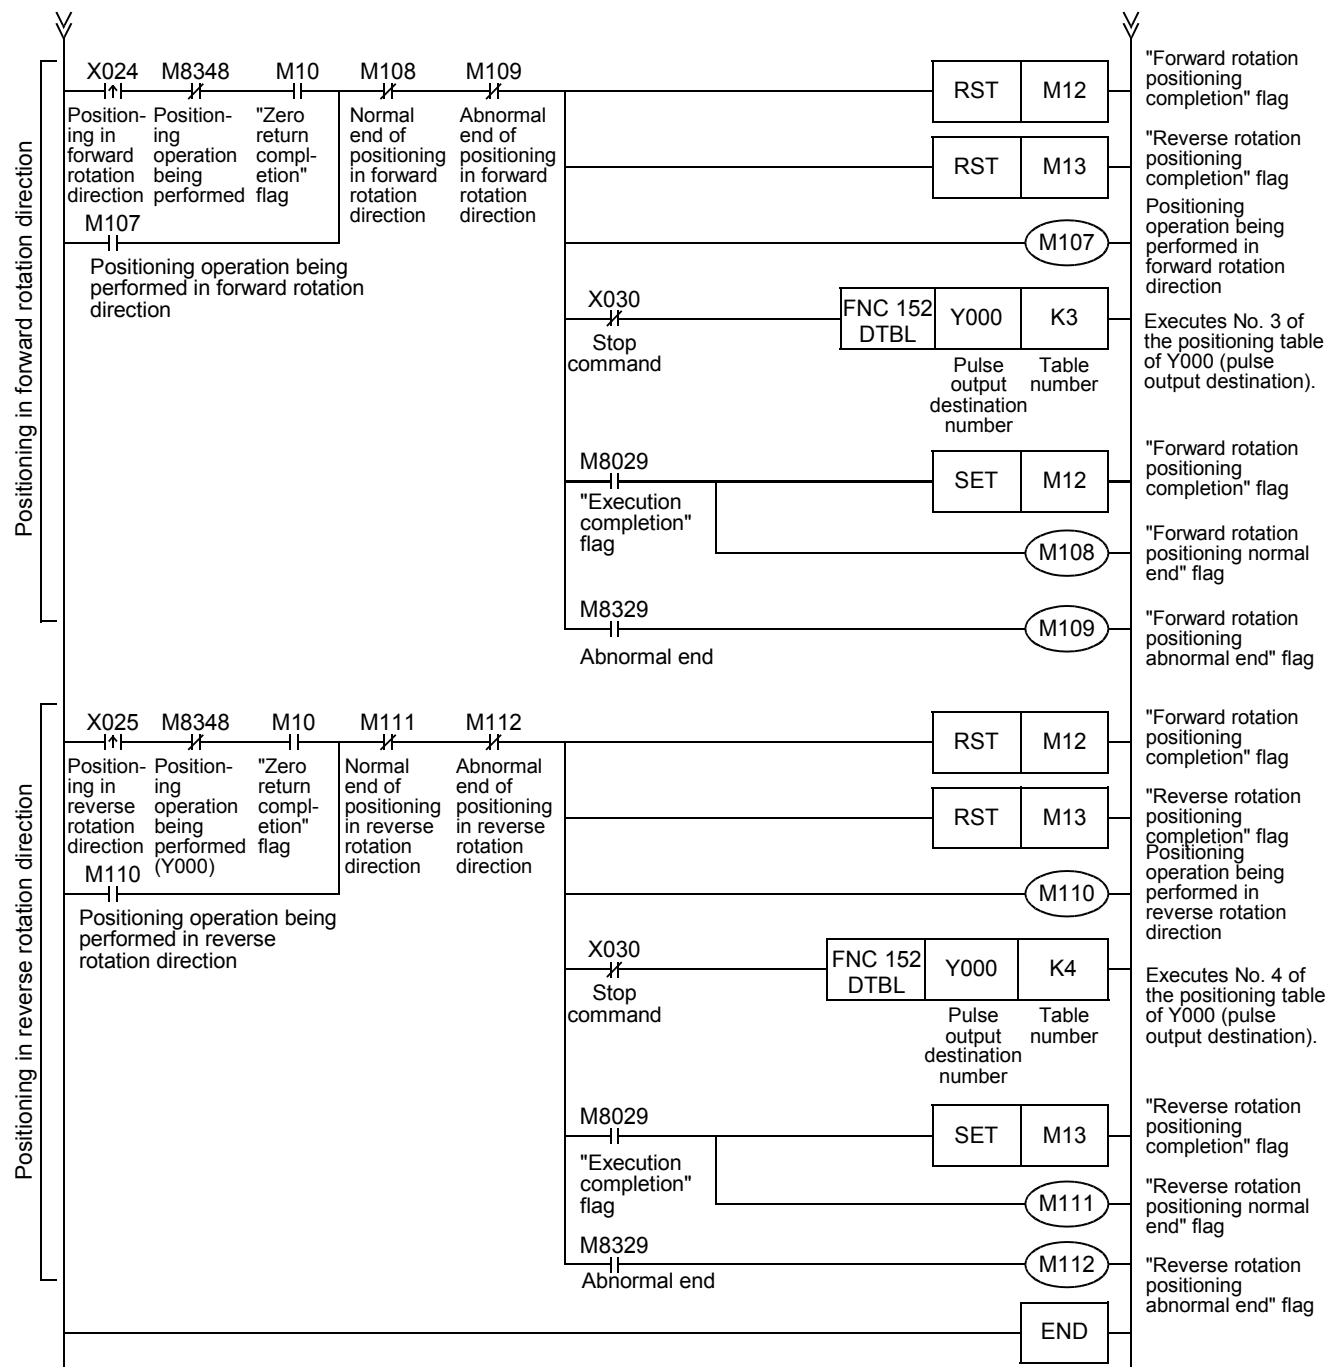 Positioning in forward rotation direction
X024 M8348 M10 M108 M109
Position-
ing in
forward
rotation
direction
Position-
ing
operation
being
performed
"Zero
return
compl-
etion"
flag
Normal
end of
positioning
in forward
rotation
direction
Abnormal
end of
positioning
in forward
rotation
direction
RST M12
"Forward rotation
positioning
completion" flag
RST M13
"Reverse rotation
positioning
completion" flag
M107
Positioning operation being
performed in forward rotation
direction
M107
Positioning
operation being
performed in
forward rotation
direction
X030
Stop
command
FNC 152
DTBL
Y000
K3
Pulse
output
destination
number
Table
number
Executes No. 3 of
the positioning table
of Y000 (pulse
output destination).
M8029
"Execution
completion"
flag
SET M12
"Forward rotation
positioning
completion" flag
M108
"Forward rotation
positioning normal
end" flag
M8329
Abnormal end
M109
"Forward rotation
positioning
abnormal end" flag
Positioning in reverse rotation direction
X025 M8348 M10 M111 M112
Position-
ing in
reverse
rotation
direction
Position-
ing
operation
being
performed
(Y000)
"Zero
return
compl-
etion"
flag
Normal
end of
positioning
in reverse
rotation
direction
Abnormal
end of
positioning
in reverse
rotation
direction
RST M12
"Forward rotation
positioning
completion" flag
RST M13
"Reverse rotation
positioning
completion" flag
M110
Positioning operation being
performed in reverse
rotation direction
M110
Positioning
operation being
performed in
reverse rotation
direction
X030
Stop
command
FNC 152
DTBL
Y000
K4
Pulse
output
destination
number
Table
number
Executes No. 4 of
the positioning table
of Y000 (pulse
output destination).
M8029
"Execution
completion"
flag
SET M13
"Reverse rotation
positioning
completion" flag
M111
"Reverse rotation
positioning normal
end" flag
M8329
Abnormal end
M112
"Reverse rotation
positioning
abnormal end" flag
END